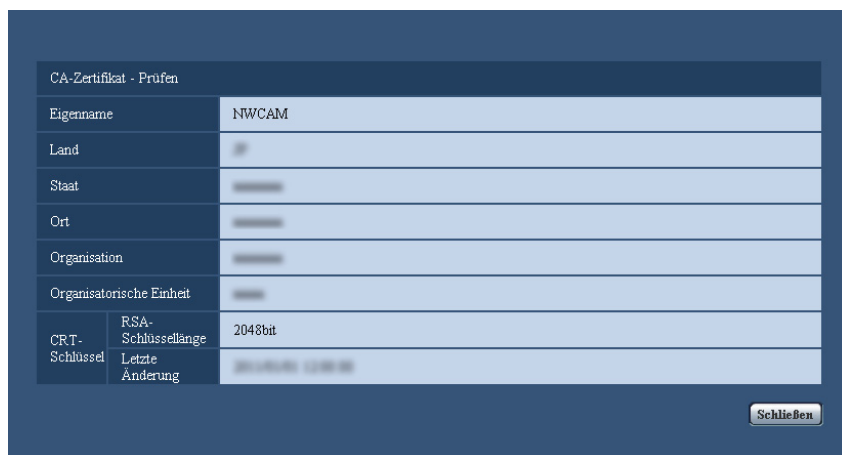 CA-Zertifikat - Prüfen
Eigenname NWCAM
Land
Staat
Ort
Organisation
Organisatorische Einheit
CRT-
Schlüssel
RSA-
Schlüssellänge
2048bit
Letzte
Änderung
Schließen